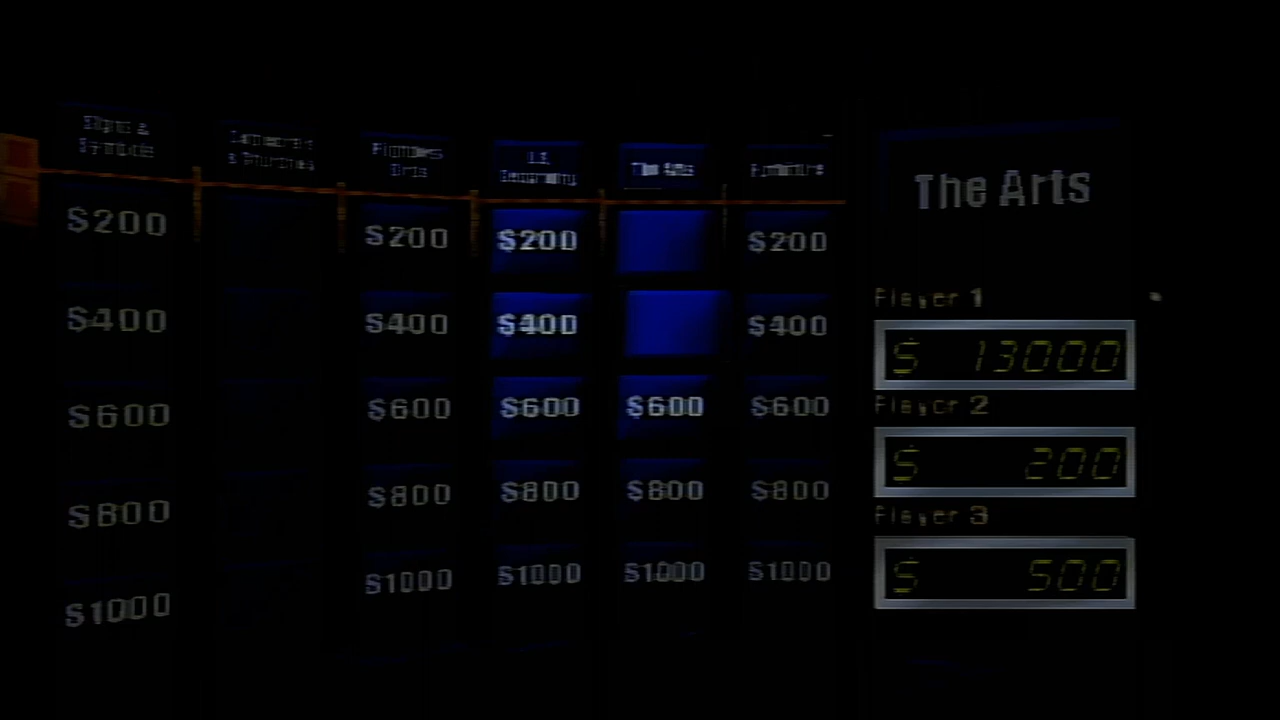 Signs &
Symbols
U.S.
Geography
The Arts
Furniture
$200
$200
$200
$200
$400
$400
$400
$400
$600
$600
$600
$600
$600
$800
$800
$800
$800
$800
$1000
$1000
$1000
$1000
$1000
The Arts
Player 1
$ 13000
Player 2
$ 200
Player 3
$ 500